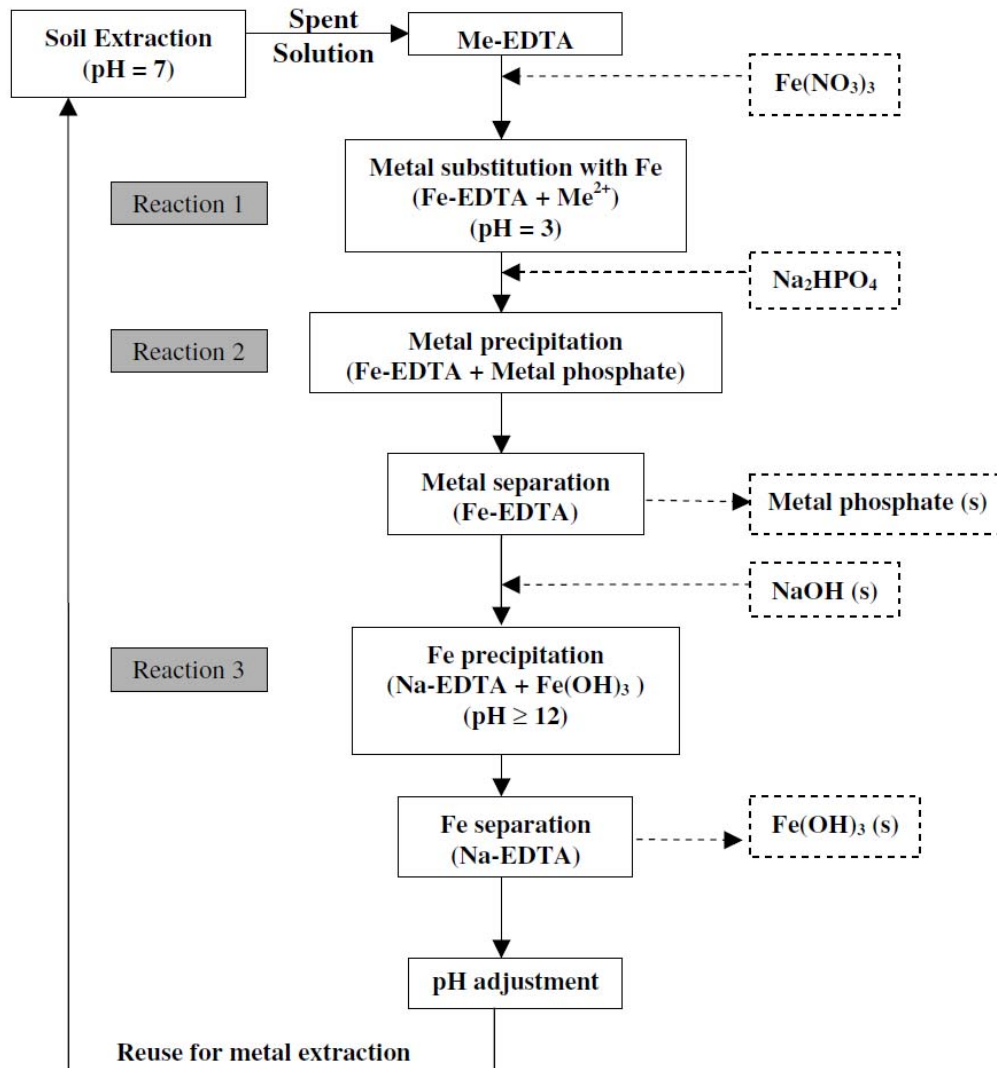 Soil Extraction
(pH = 7)
Spent
Solution
Me-EDTA
Fe(NO₃)₃
Metal substitution with Fe
(Fe-EDTA + Me²⁺)
(pH = 3)
Reaction 1
Na₂HPO₄
Metal precipitation
(Fe-EDTA + Metal phosphate)
Reaction 2
Metal separation
(Fe-EDTA)
Metal phosphate (s)
NaOH (s)
Fe precipitation
(Na-EDTA + Fe(OH)₃ )
(pH ≥ 12)
Reaction 3
Fe separation
(Na-EDTA)
Fe(OH)₃ (s)
pH adjustment
Reuse for metal extraction